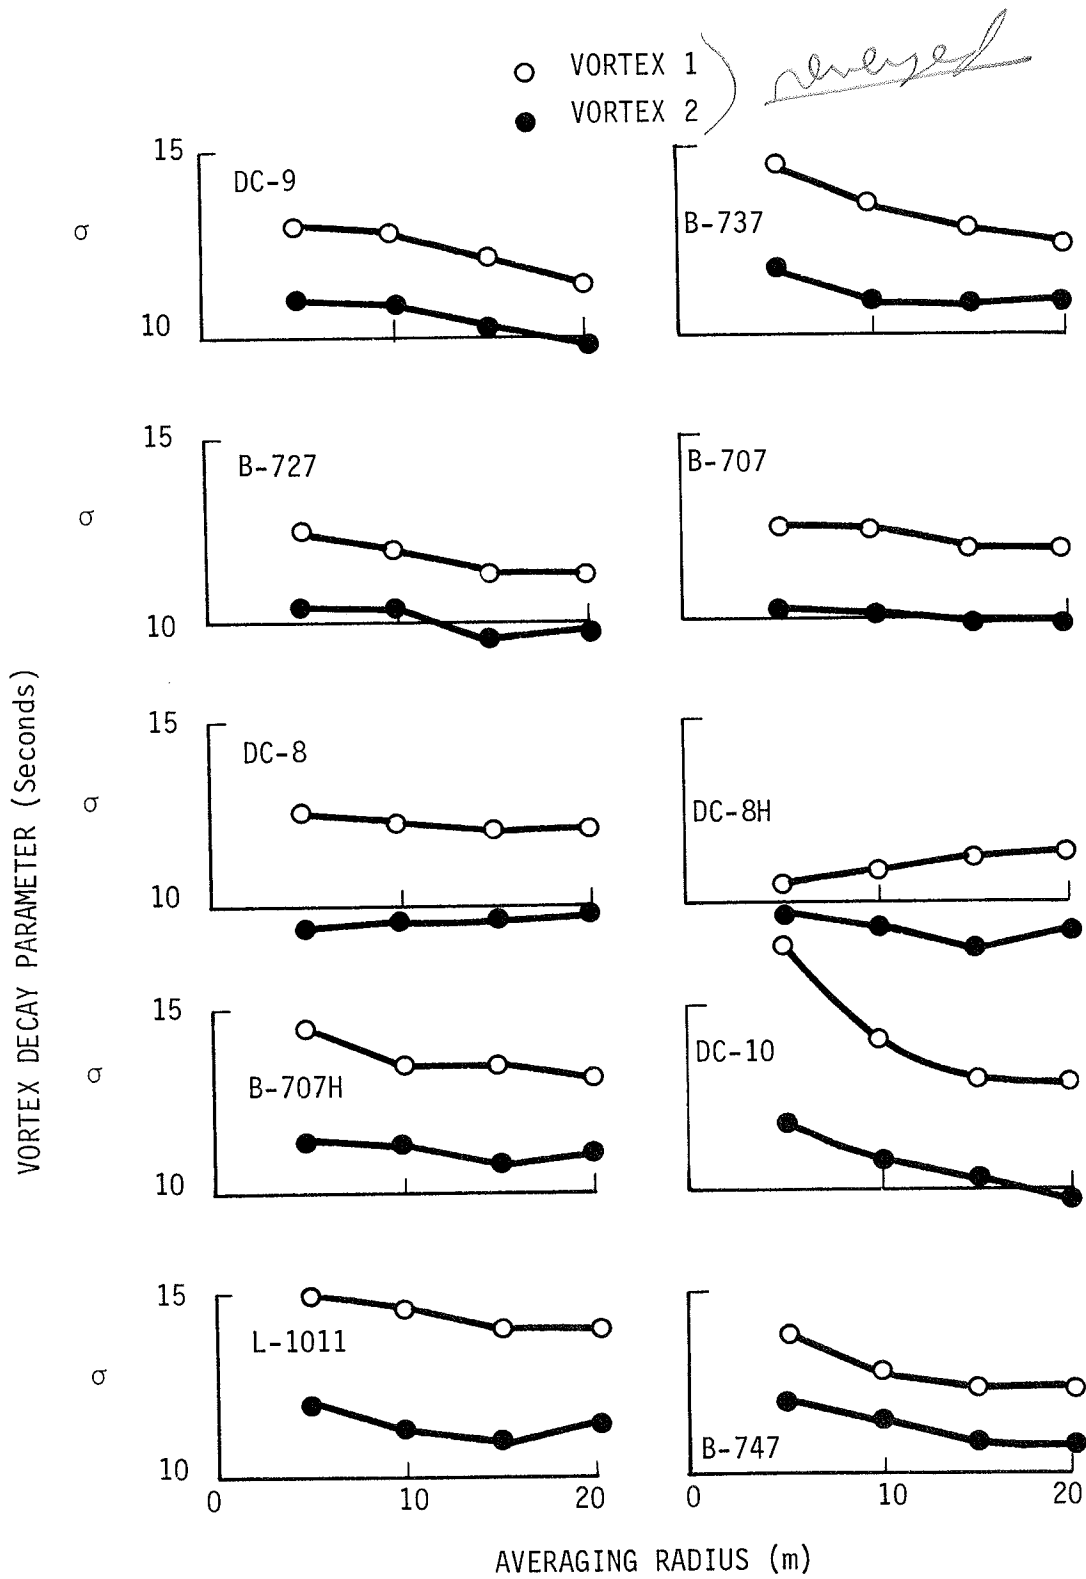 VORTEX 1
reversed
VORTEX 2
15
DC-9
B-737
σ
10
15
B-727
B-707
σ
10
VORTEX DECAY PARAMETER (Seconds)
15
DC-8
σ
DC-8H
10
15
DC-10
σ
B-707H
10
15
L-1011
σ
B-747
10
0 10 20 0 10 20
AVERAGING RADIUS (m)